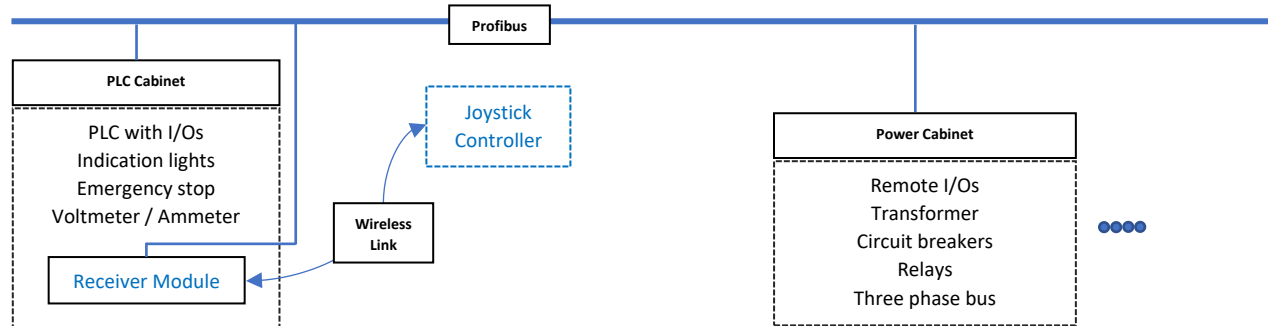 Profibus
PLC Cabinet
PLC with I/Os
Indication lights
Emergency stop
Voltmeter / Ammeter
Receiver Module
Wireless
Link
Joystick
Controller
Power Cabinet
Remote I/Os
Transformer
Circuit breakers
Relays
Three phase bus